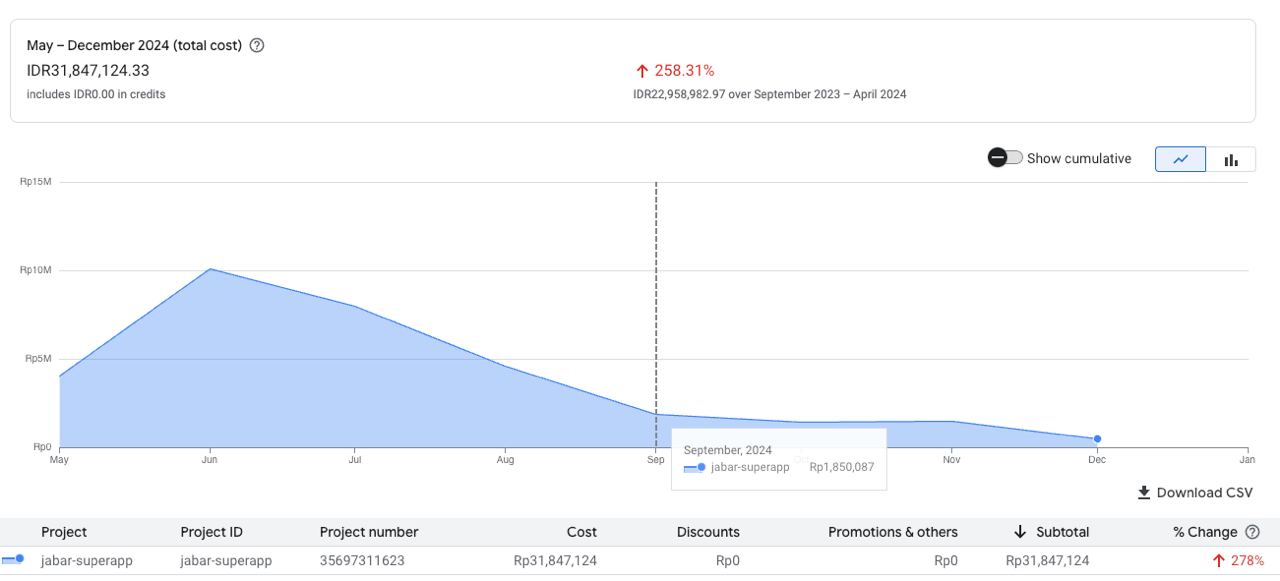 May – December 2024 (total cost)
IDR31,847,124.33
258.31%
includes IDR0.00 in credits
IDR22,958,982.97 over September 2023 – April 2024
Show cumulative
Rp15M
Rp10M
Rp5M
Rp0
May Jun Jul Aug Sep Oct Nov Dec Jan
September, 2024
jabar-superapp Rp1,850,087
Download CSV
Project Project ID Project number Cost Discounts Promotions & others Subtotal % Change
jabar-superapp jabar-superapp 35697311623 Rp31,847,124 Rp0 Rp0 Rp31,847,124 278%